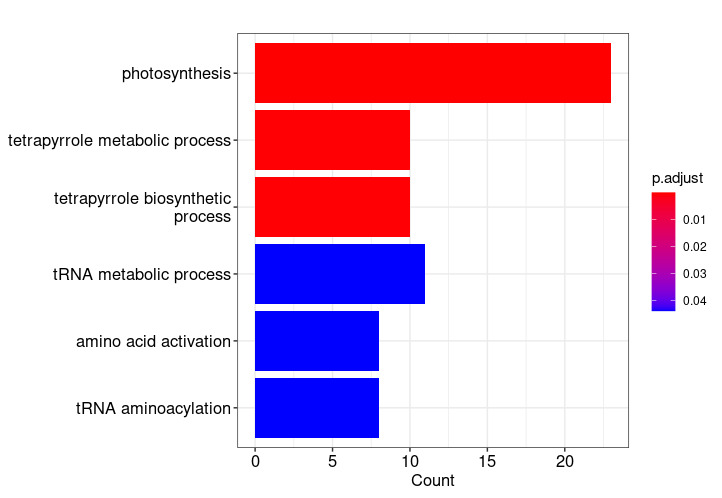 photosynthesis
tetrapyrrole metabolic process
tetrapyrrole biosynthetic
process
tRNA metabolic process
amino acid activation
tRNA aminoacylation
0
5
10
15
20
Count
p.adjust
0.01
0.02
0.03
0.04